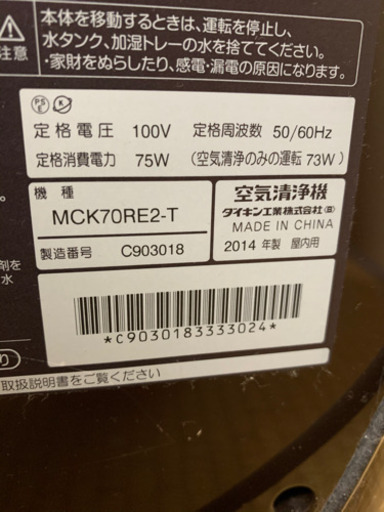 本体を移動するときは、運転を停止し、
注意
水タンク、加湿トレーの水を捨ててください。
・家財をぬらしたり、感電・漏電の原因になります。
定格電圧 100V 定格周波数 50/60Hz
定格消費電力 75W (空気清浄のみの運転 73W)
機種
MCK70RE2-T
製造番号 C903018
空気清浄機
ダイキン工業株式会社
MADE IN CHINA
2014 年製 屋内用
*C9030183333024*
剤を
水
り
取扱説明書をご覧ください